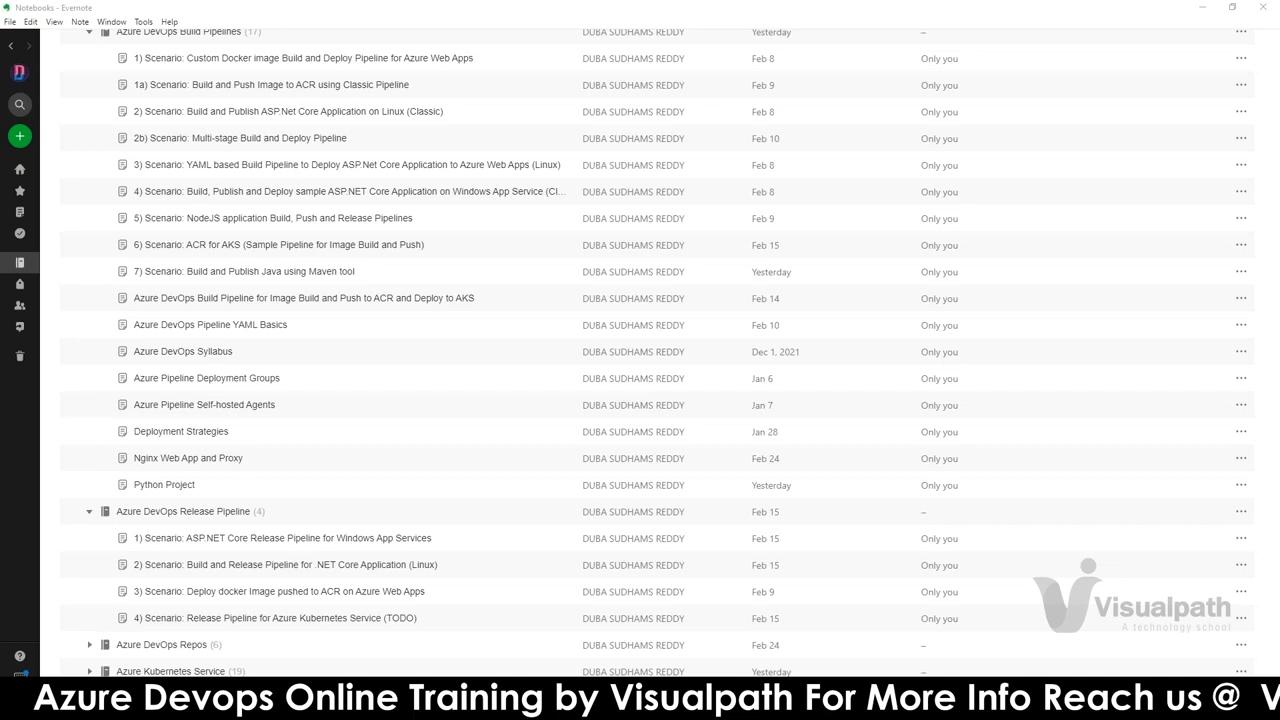 Notebooks - Evernote
File Edit View Note Window Tools Help
Azure DevOps Build Pipelines (17) DUBA SUDHAMS REDDY Yesterday –
1) Scenario: Custom Docker image Build and Deploy Pipeline for Azure Web Apps DUBA SUDHAMS REDDY Feb 8 Only you
1a) Scenario: Build and Push Image to ACR using Classic Pipeline DUBA SUDHAMS REDDY Feb 9 Only you
2) Scenario: Build and Publish ASP.Net Core Application on Linux (Classic) DUBA SUDHAMS REDDY Feb 8 Only you
2b) Scenario: Multi-stage Build and Deploy Pipeline DUBA SUDHAMS REDDY Feb 10 Only you
3) Scenario: YAML based Build Pipeline to Deploy ASP.Net Core Application to Azure Web Apps (Linux) DUBA SUDHAMS REDDY Feb 8 Only you
4) Scenario: Build, Publish and Deploy sample ASP.NET Core Application on Windows App Service (Cl... DUBA SUDHAMS REDDY Feb 8 Only you
5) Scenario: NodeJS application Build, Push and Release Pipelines DUBA SUDHAMS REDDY Feb 9 Only you
6) Scenario: ACR for AKS (Sample Pipeline for Image Build and Push) DUBA SUDHAMS REDDY Feb 15 Only you
7) Scenario: Build and Publish Java using Maven tool DUBA SUDHAMS REDDY Yesterday Only you
Azure DevOps Build Pipeline for Image Build and Push to ACR and Deploy to AKS DUBA SUDHAMS REDDY Feb 14 Only you
Azure DevOps Pipeline YAML Basics DUBA SUDHAMS REDDY Feb 10 Only you
Azure DevOps Syllabus DUBA SUDHAMS REDDY Dec 1, 2021 Only you
Azure Pipeline Deployment Groups DUBA SUDHAMS REDDY Jan 6 Only you
Azure Pipeline Self-hosted Agents DUBA SUDHAMS REDDY Jan 7 Only you
Deployment Strategies DUBA SUDHAMS REDDY Jan 28 Only you
Nginx Web App and Proxy DUBA SUDHAMS REDDY Feb 24 Only you
Python Project DUBA SUDHAMS REDDY Yesterday Only you
Azure DevOps Release Pipeline (4) DUBA SUDHAMS REDDY Feb 15 –
1) Scenario: ASP.NET Core Release Pipeline for Windows App Services DUBA SUDHAMS REDDY Feb 15 Only you
2) Scenario: Build and Release Pipeline for .NET Core Application (Linux) DUBA SUDHAMS REDDY Feb 15 Only you
3) Scenario: Deploy docker Image pushed to ACR on Azure Web Apps DUBA SUDHAMS REDDY Feb 9 Only you
4) Scenario: Release Pipeline for Azure Kubernetes Service (TODO) DUBA SUDHAMS REDDY Feb 15 Only you
Visualpath
A technology school
Azure DevOps Repos (6) DUBA SUDHAMS REDDY Feb 24 –
Azure Kubernetes Service (19) DUBA SUDHAMS REDDY Yesterday –
Azure Devops Online Training by Visualpath For More Info Reach us @ V